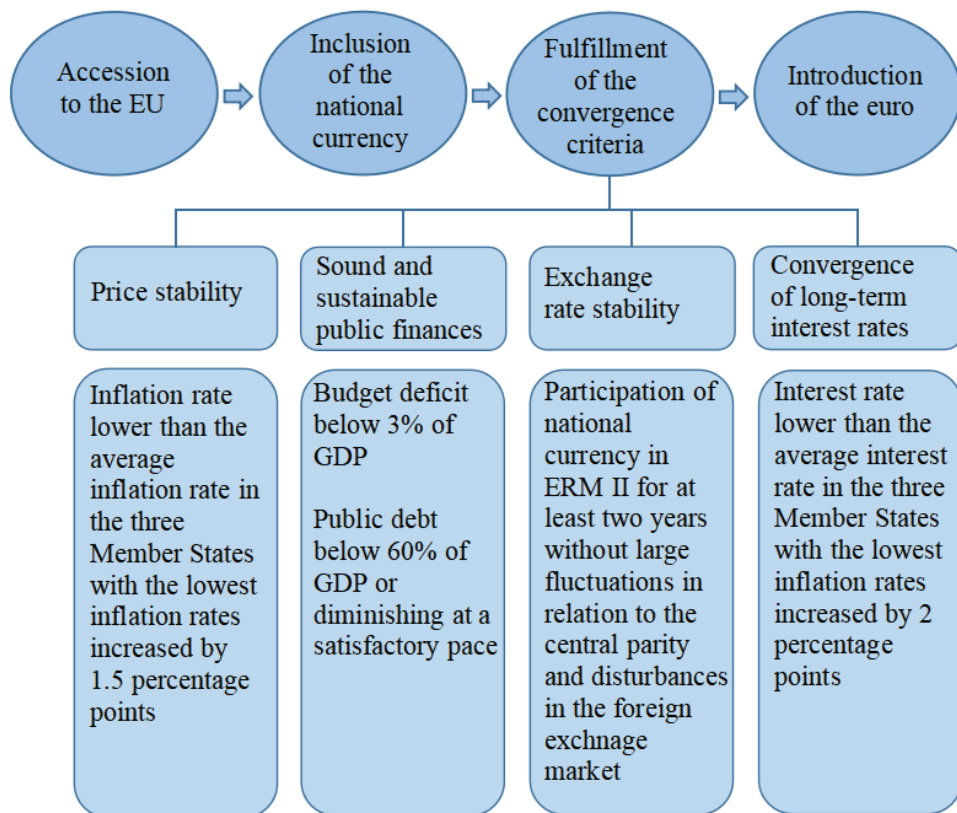 Accession
to the EU
Inclusion
of the
national
currency
Fulfillment
of the
convergence
criteria
Introduction
of the euro
Price stability
Sound and
sustainable
public finances
Exchange
rate stability
Convergence
of long-term
interest rates
Inflation rate
lower than the
average
inflation rate in
the three
Member States
with the lowest
inflation rates
increased by
1.5 percentage
points
Budget deficit
below 3% of
GDP
Public debt
below 60% of
GDP or
diminishing at a
satisfactory pace
Participation of
national
currency in
ERM II for at
least two years
without large
fluctuations in
relation to the
central parity
and disturbances
in the foreign
exchnage
market
Interest rate
lower than the
average interest
rate in the three
Member States
with the lowest
inflation rates
increased by 2
percentage
points